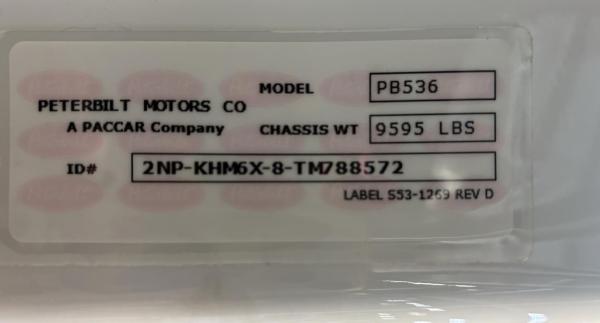 MODEL PB536
PETERBILT MOTORS CO
A PACCAR Company CHASSIS WT 9595 LBS
ID# 2NP-KHM6X-8-TM788572
LABEL S53-1269 REV D